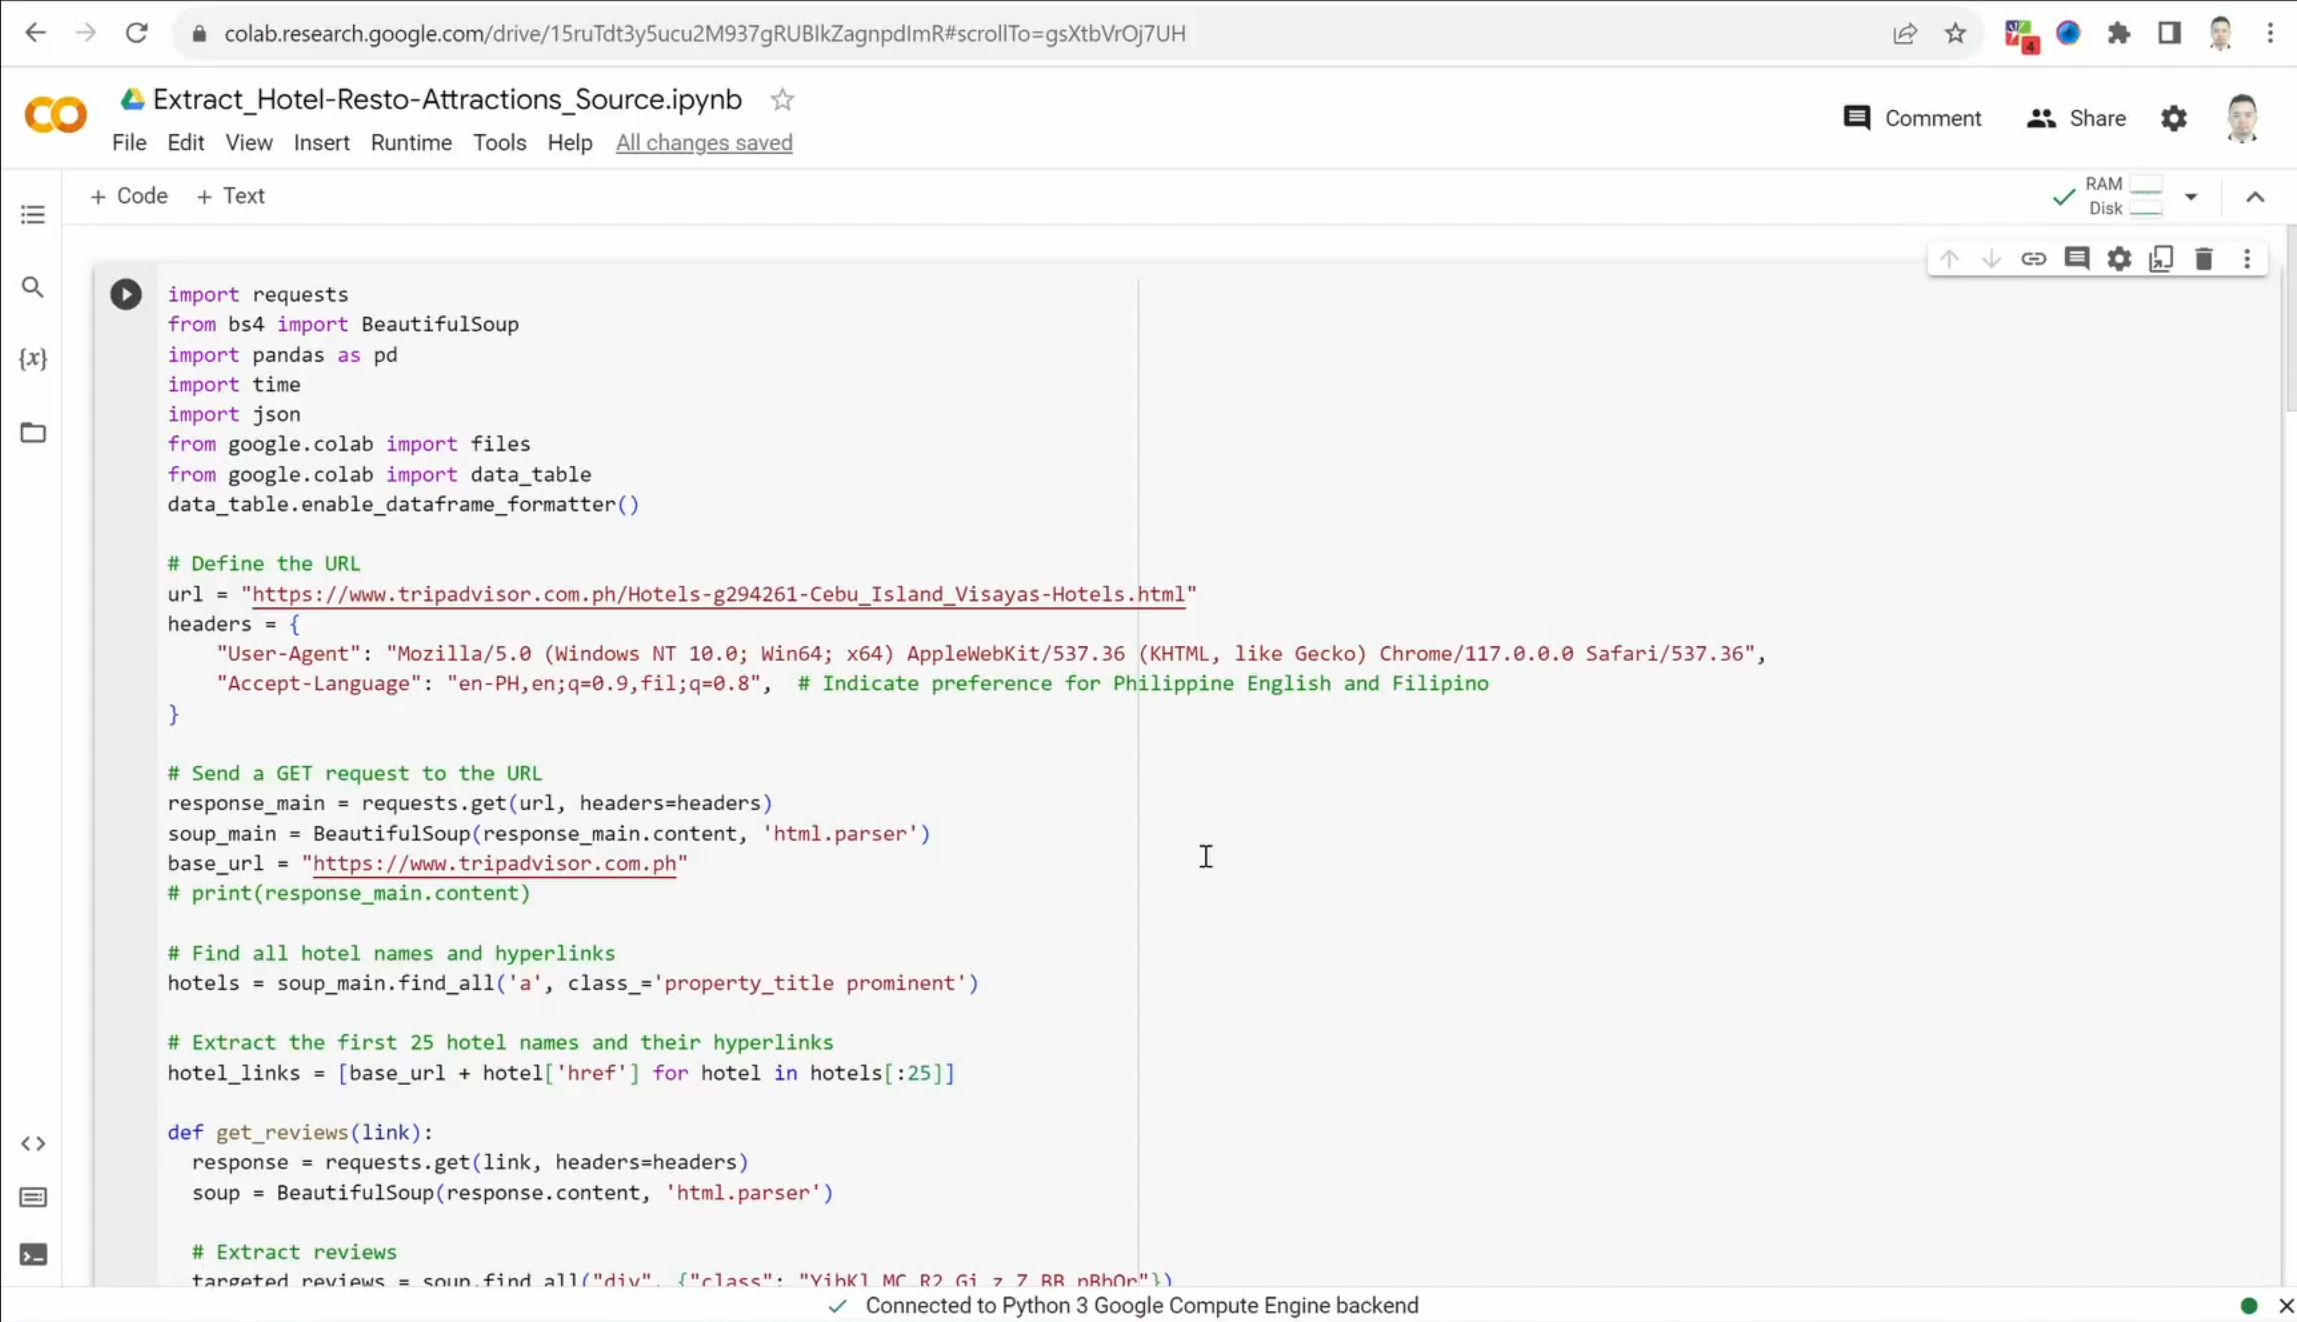 colab.research.google.com/drive/15ruTdt3y5ucu2M937gRUBlkZagnpdImR#scrollTo=gsXtbVrOj7UH
4
Extract_Hotel-Resto-Attractions_Source.ipynb
File Edit View Insert Runtime Tools Help All changes saved
Comment Share
+ Code + Text
RAM
Disk
{x}
import requests
from bs4 import BeautifulSoup
import pandas as pd
import time
import json
from google.colab import files
from google.colab import data_table
data_table.enable_dataframe_formatter()
# Define the URL
url = "https://www.tripadvisor.com.ph/Hotels-g294261-Cebu_Island_Visayas-Hotels.html"
headers = {
"User-Agent": "Mozilla/5.0 (Windows NT 10.0; Win64; x64) AppleWebKit/537.36 (KHTML, like Gecko) Chrome/117.0.0.0 Safari/537.36",
"Accept-Language": "en-PH,en;q=0.9,fil;q=0.8",  # Indicate preference for Philippine English and Filipino
}
# Send a GET request to the URL
response_main = requests.get(url, headers=headers)
soup_main = BeautifulSoup(response_main.content, 'html.parser')
base_url = "https://www.tripadvisor.com.ph"
# print(response_main.content)
# Find all hotel names and hyperlinks
hotels = soup_main.find_all('a', class_='property_title prominent')
# Extract the first 25 hotel names and their hyperlinks
hotel_links = [base_url + hotel['href'] for hotel in hotels[:25]]
def get_reviews(link):
response = requests.get(link, headers=headers)
soup = BeautifulSoup(response.content, 'html.parser')
# Extract reviews
targeted_reviews = soup.find_all("div", {"class": "YibKl MC R2 Gi z Z BB pBbQr"})
Connected to Python 3 Google Compute Engine backend